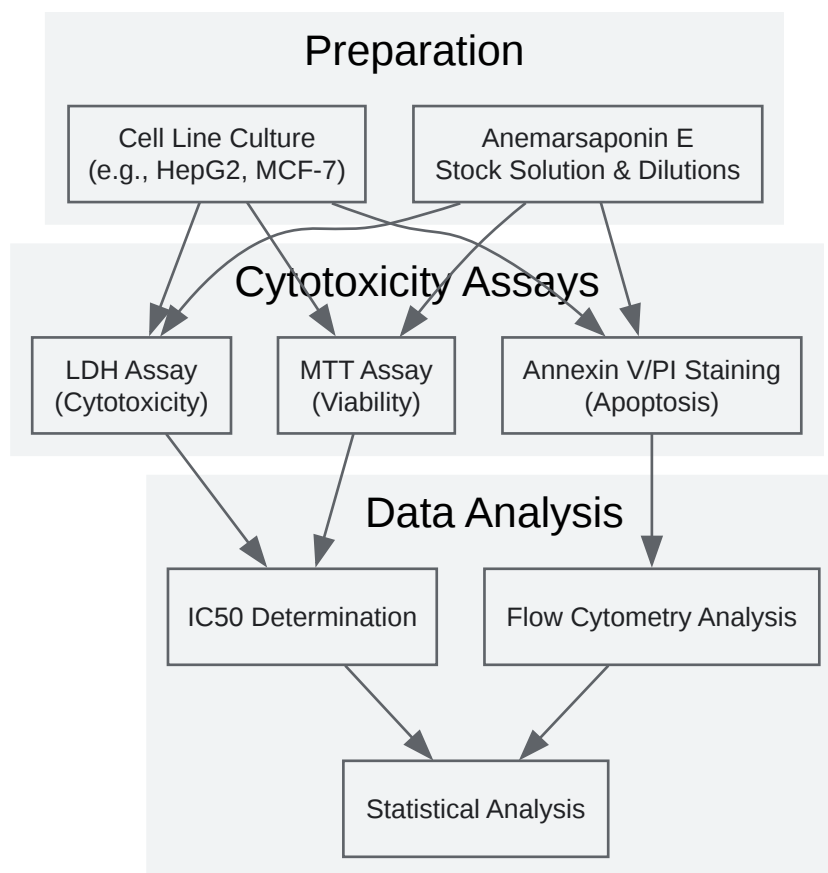 Preparation
Cell Line Culture
(e.g., HepG2, MCF-7)
Anemarsaponin E
Stock Solution & Dilutions
Cytotoxicity Assays
LDH Assay
(Cytotoxicity)
MTT Assay
(Viability)
Annexin V/PI Staining
(Apoptosis)
Data Analysis
IC50 Determination
Flow Cytometry Analysis
Statistical Analysis